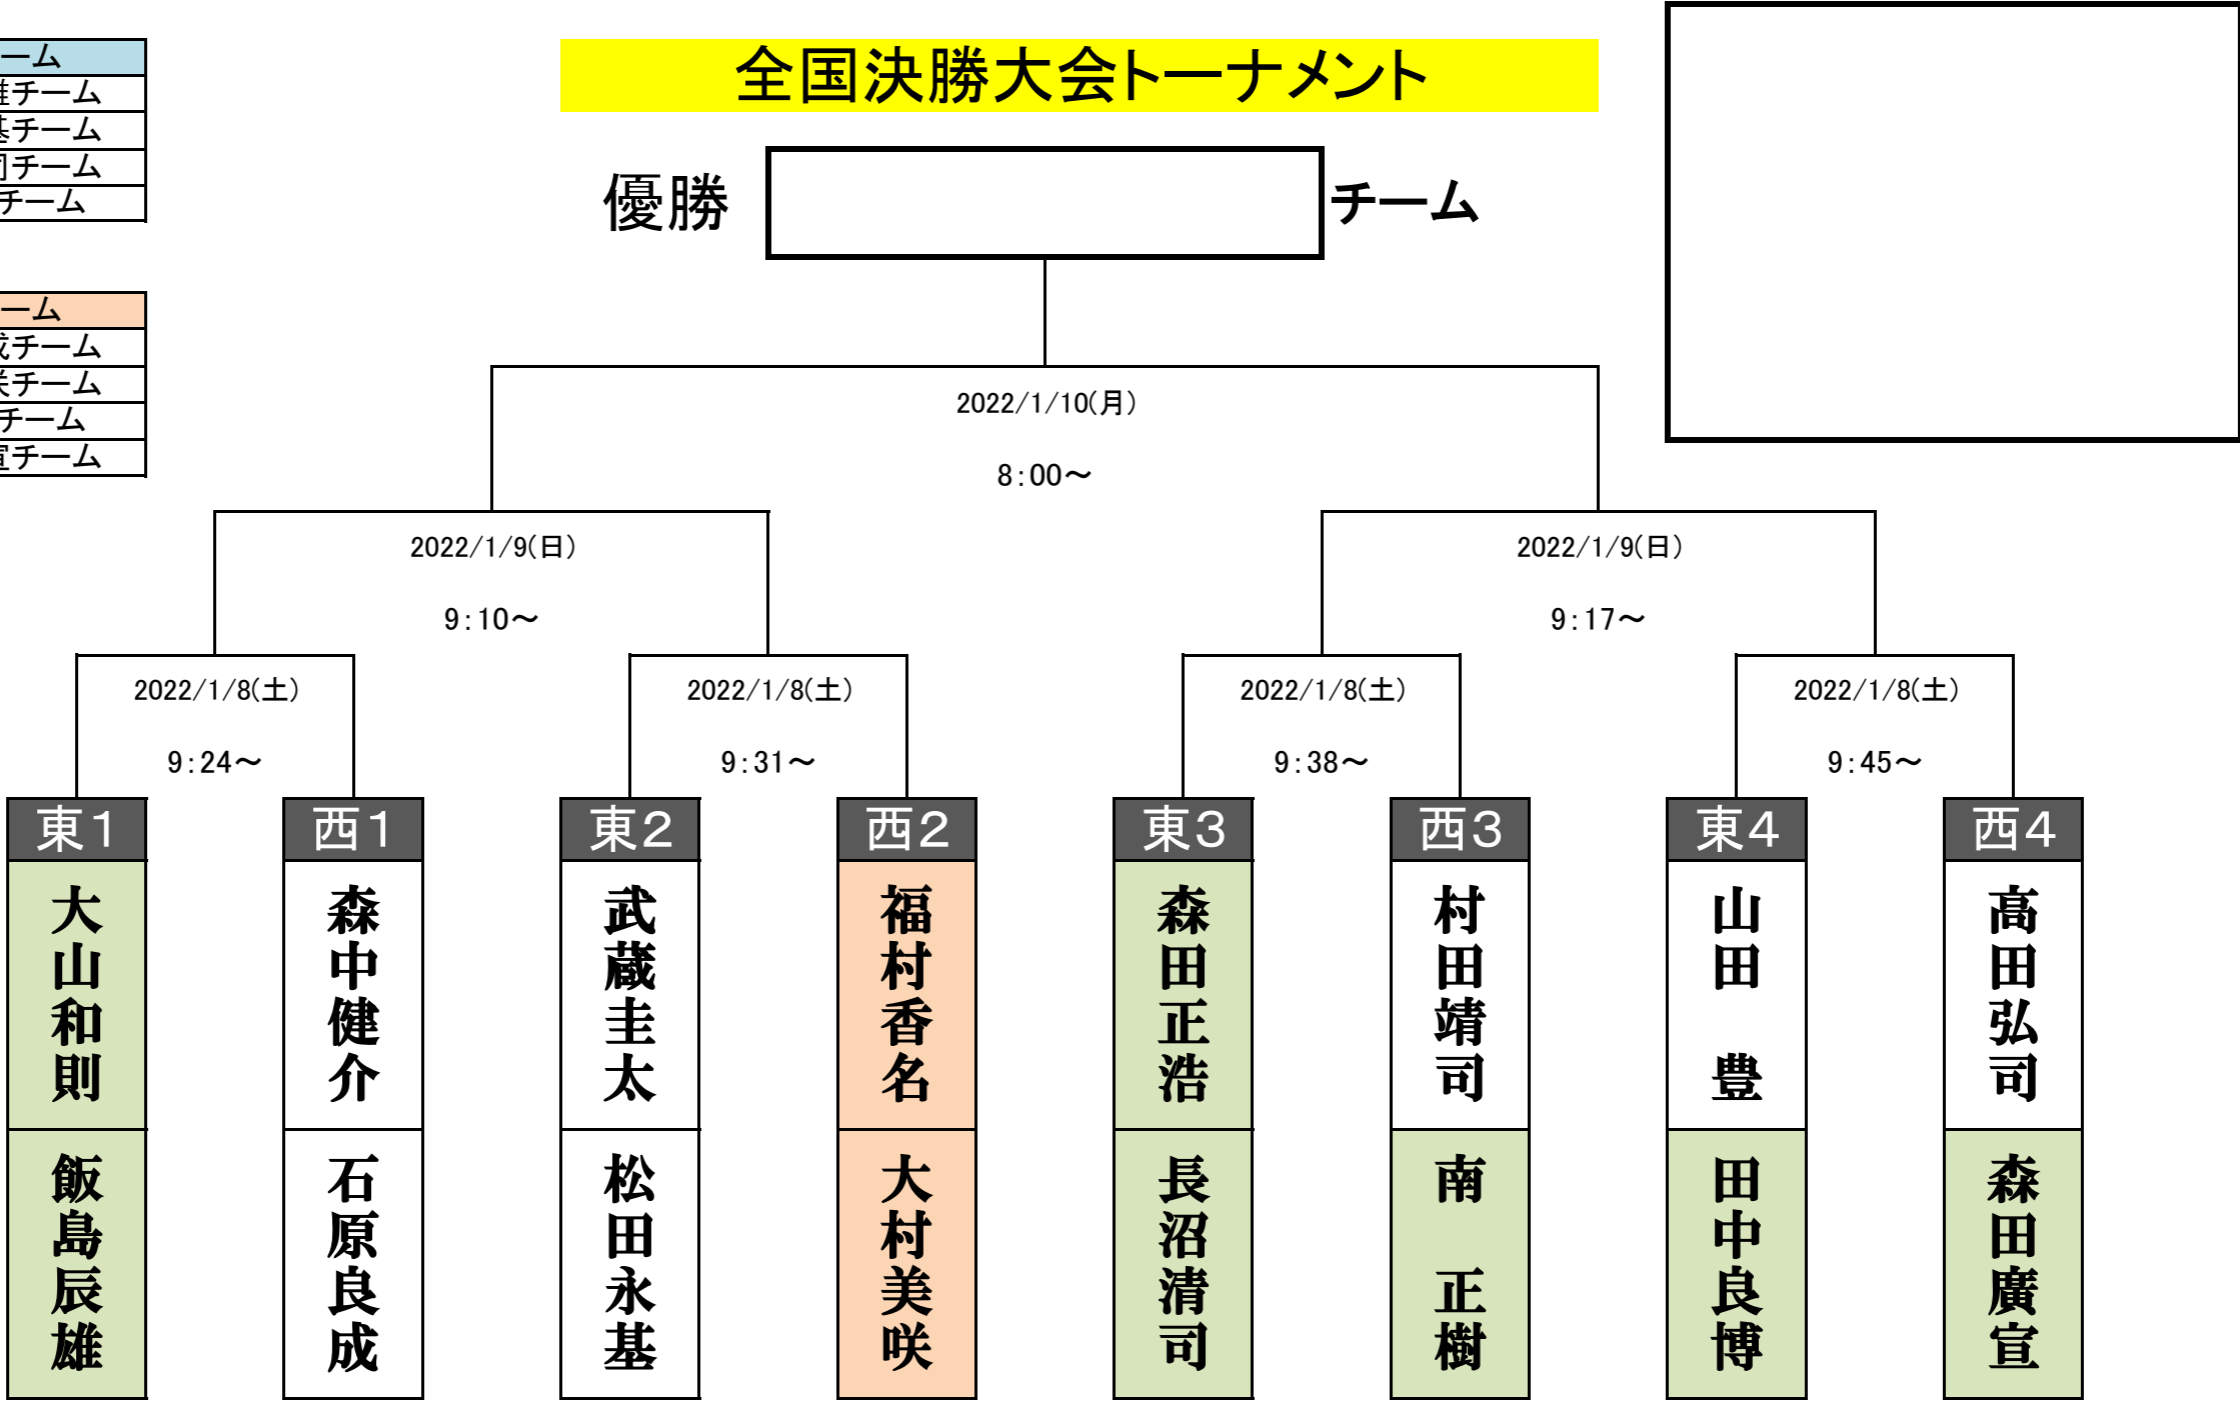 全国決勝大会トーナメント
優勝
チーム
ーム
チーム
チーム
チーム
チーム
ーム
チーム
チーム
チーム
宣チーム
2022/1/10(月)
8:00～
2022/1/9(日)
9:10～
2022/1/9(日)
9:17～
2022/1/8(土)
9:24～
2022/1/8(土)
9:31～
2022/1/8(土)
9:38～
2022/1/8(土)
9:45～
東1
大山和則
飯島辰雄
西1
森中健介
石原良成
東2
武蔵圭太
松田永基
西2
福村香名
大村美咲
東3
森田正浩
長沼清司
西3
村田靖司
南 正樹
東4
山田 豊
田中良博
西4
高田弘司
森田廣宣